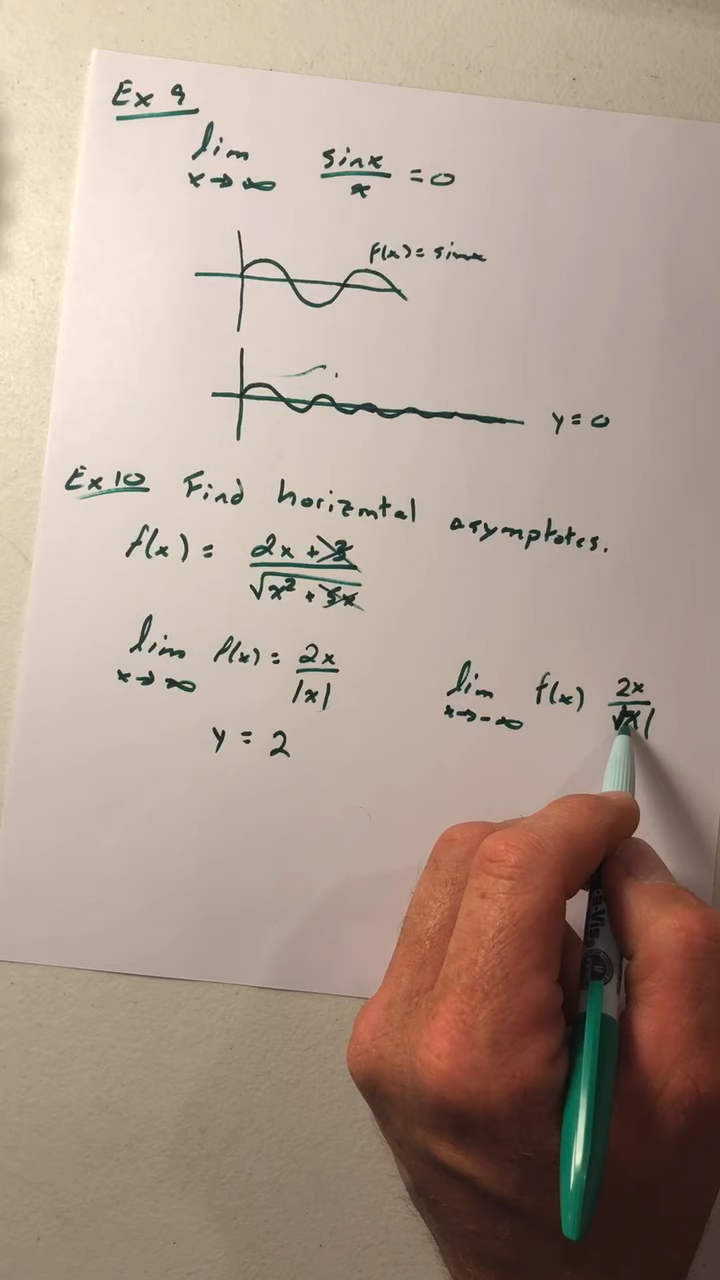 Ex 9
lim x→∞ sinx/x = 0
f(x) = sinx
y = 0
Ex 10 Find horizontal asymptotes.
f(x) = (2x + 3)/√(x² + 5x)
lim x→∞ f(x) = 2x/|x|
lim x→-∞ f(x) 2x/|x|
y = 2